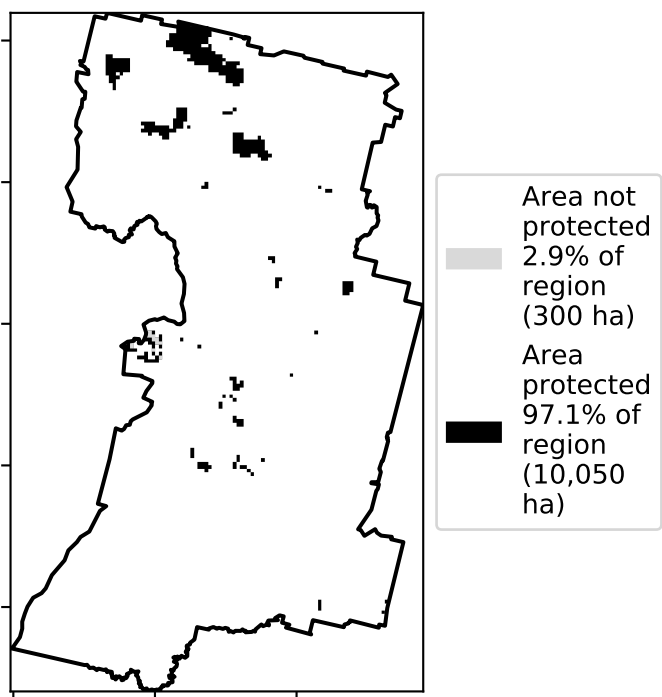 Area not
protected
2.9% of
region
(300 ha)
Area
protected
97.1% of
region
(10,050
ha)